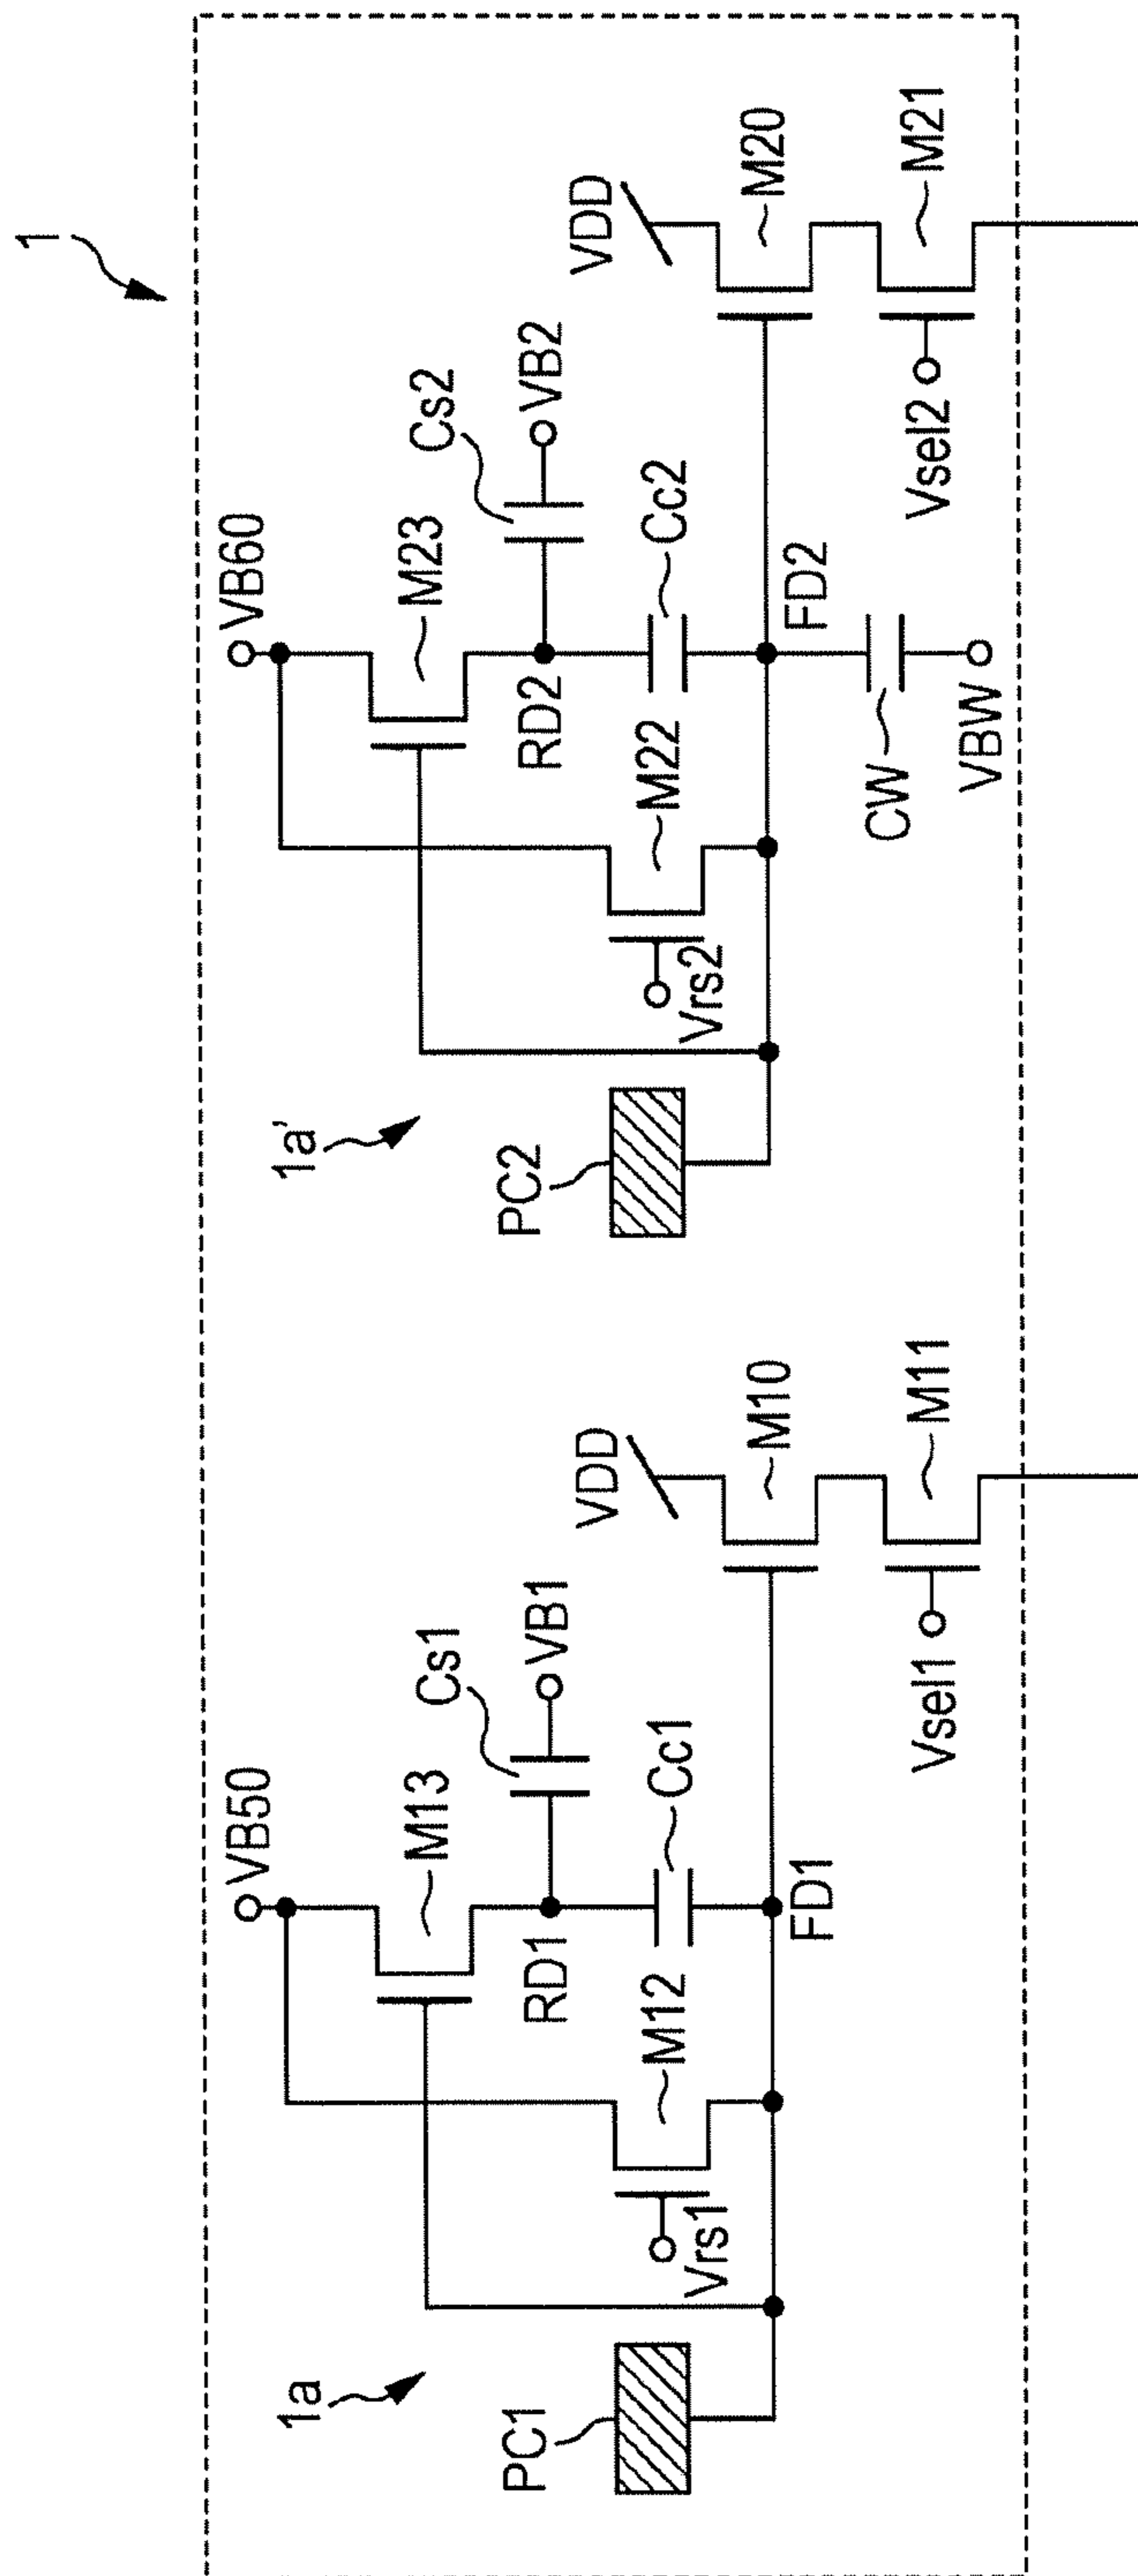 1
1a
PC1
VB50
M13
Cs1
VB1
RD1
Cc1
M12
Vrs1
FD1
VDD
M10
M11
Vsel1
1a'
PC2
VB60
M23
Cs2
VB2
RD2
Cc2
M22
Vrs2
FD2
CW
VBW
VDD
M20
M21
Vsel2